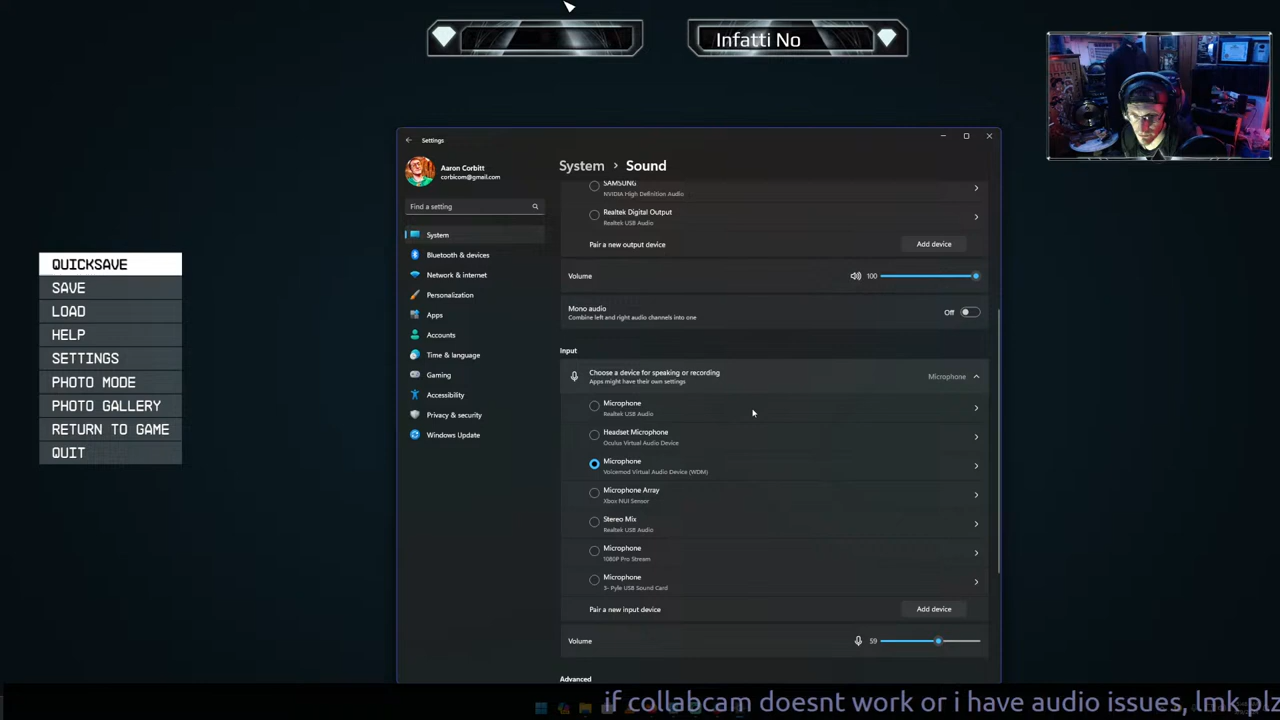 Infatti No
Settings
Aaron Corbitt
corbicom@gmail.com
Find a setting
System
Bluetooth & devices
Network & internet
Personalization
Apps
Accounts
Time & language
Gaming
Accessibility
Privacy & security
Windows Update
System > Sound
SAMSUNG
NVIDIA High Definition Audio
Realtek Digital Output
Realtek USB Audio
Pair a new output device
Add device
Volume
100
Mono audio
Combine left and right audio channels into one
Off
Input
Choose a device for speaking or recording
Apps might have their own settings
Microphone
Microphone
Realtek USB Audio
Headset Microphone
Oculus Virtual Audio Device
Microphone
Voicemod Virtual Audio Device (WDM)
Microphone Array
Xbox NUI Sensor
Stereo Mix
Realtek USB Audio
Microphone
1080P Pro Stream
Microphone
3- Pyle USB Sound Card
Pair a new input device
Add device
Volume
59
Advanced
QUICKSAVE
SAVE
LOAD
HELP
SETTINGS
PHOTO MODE
PHOTO GALLERY
RETURN TO GAME
QUIT
if collabcam doesnt work or i have audio issues, lmk plz